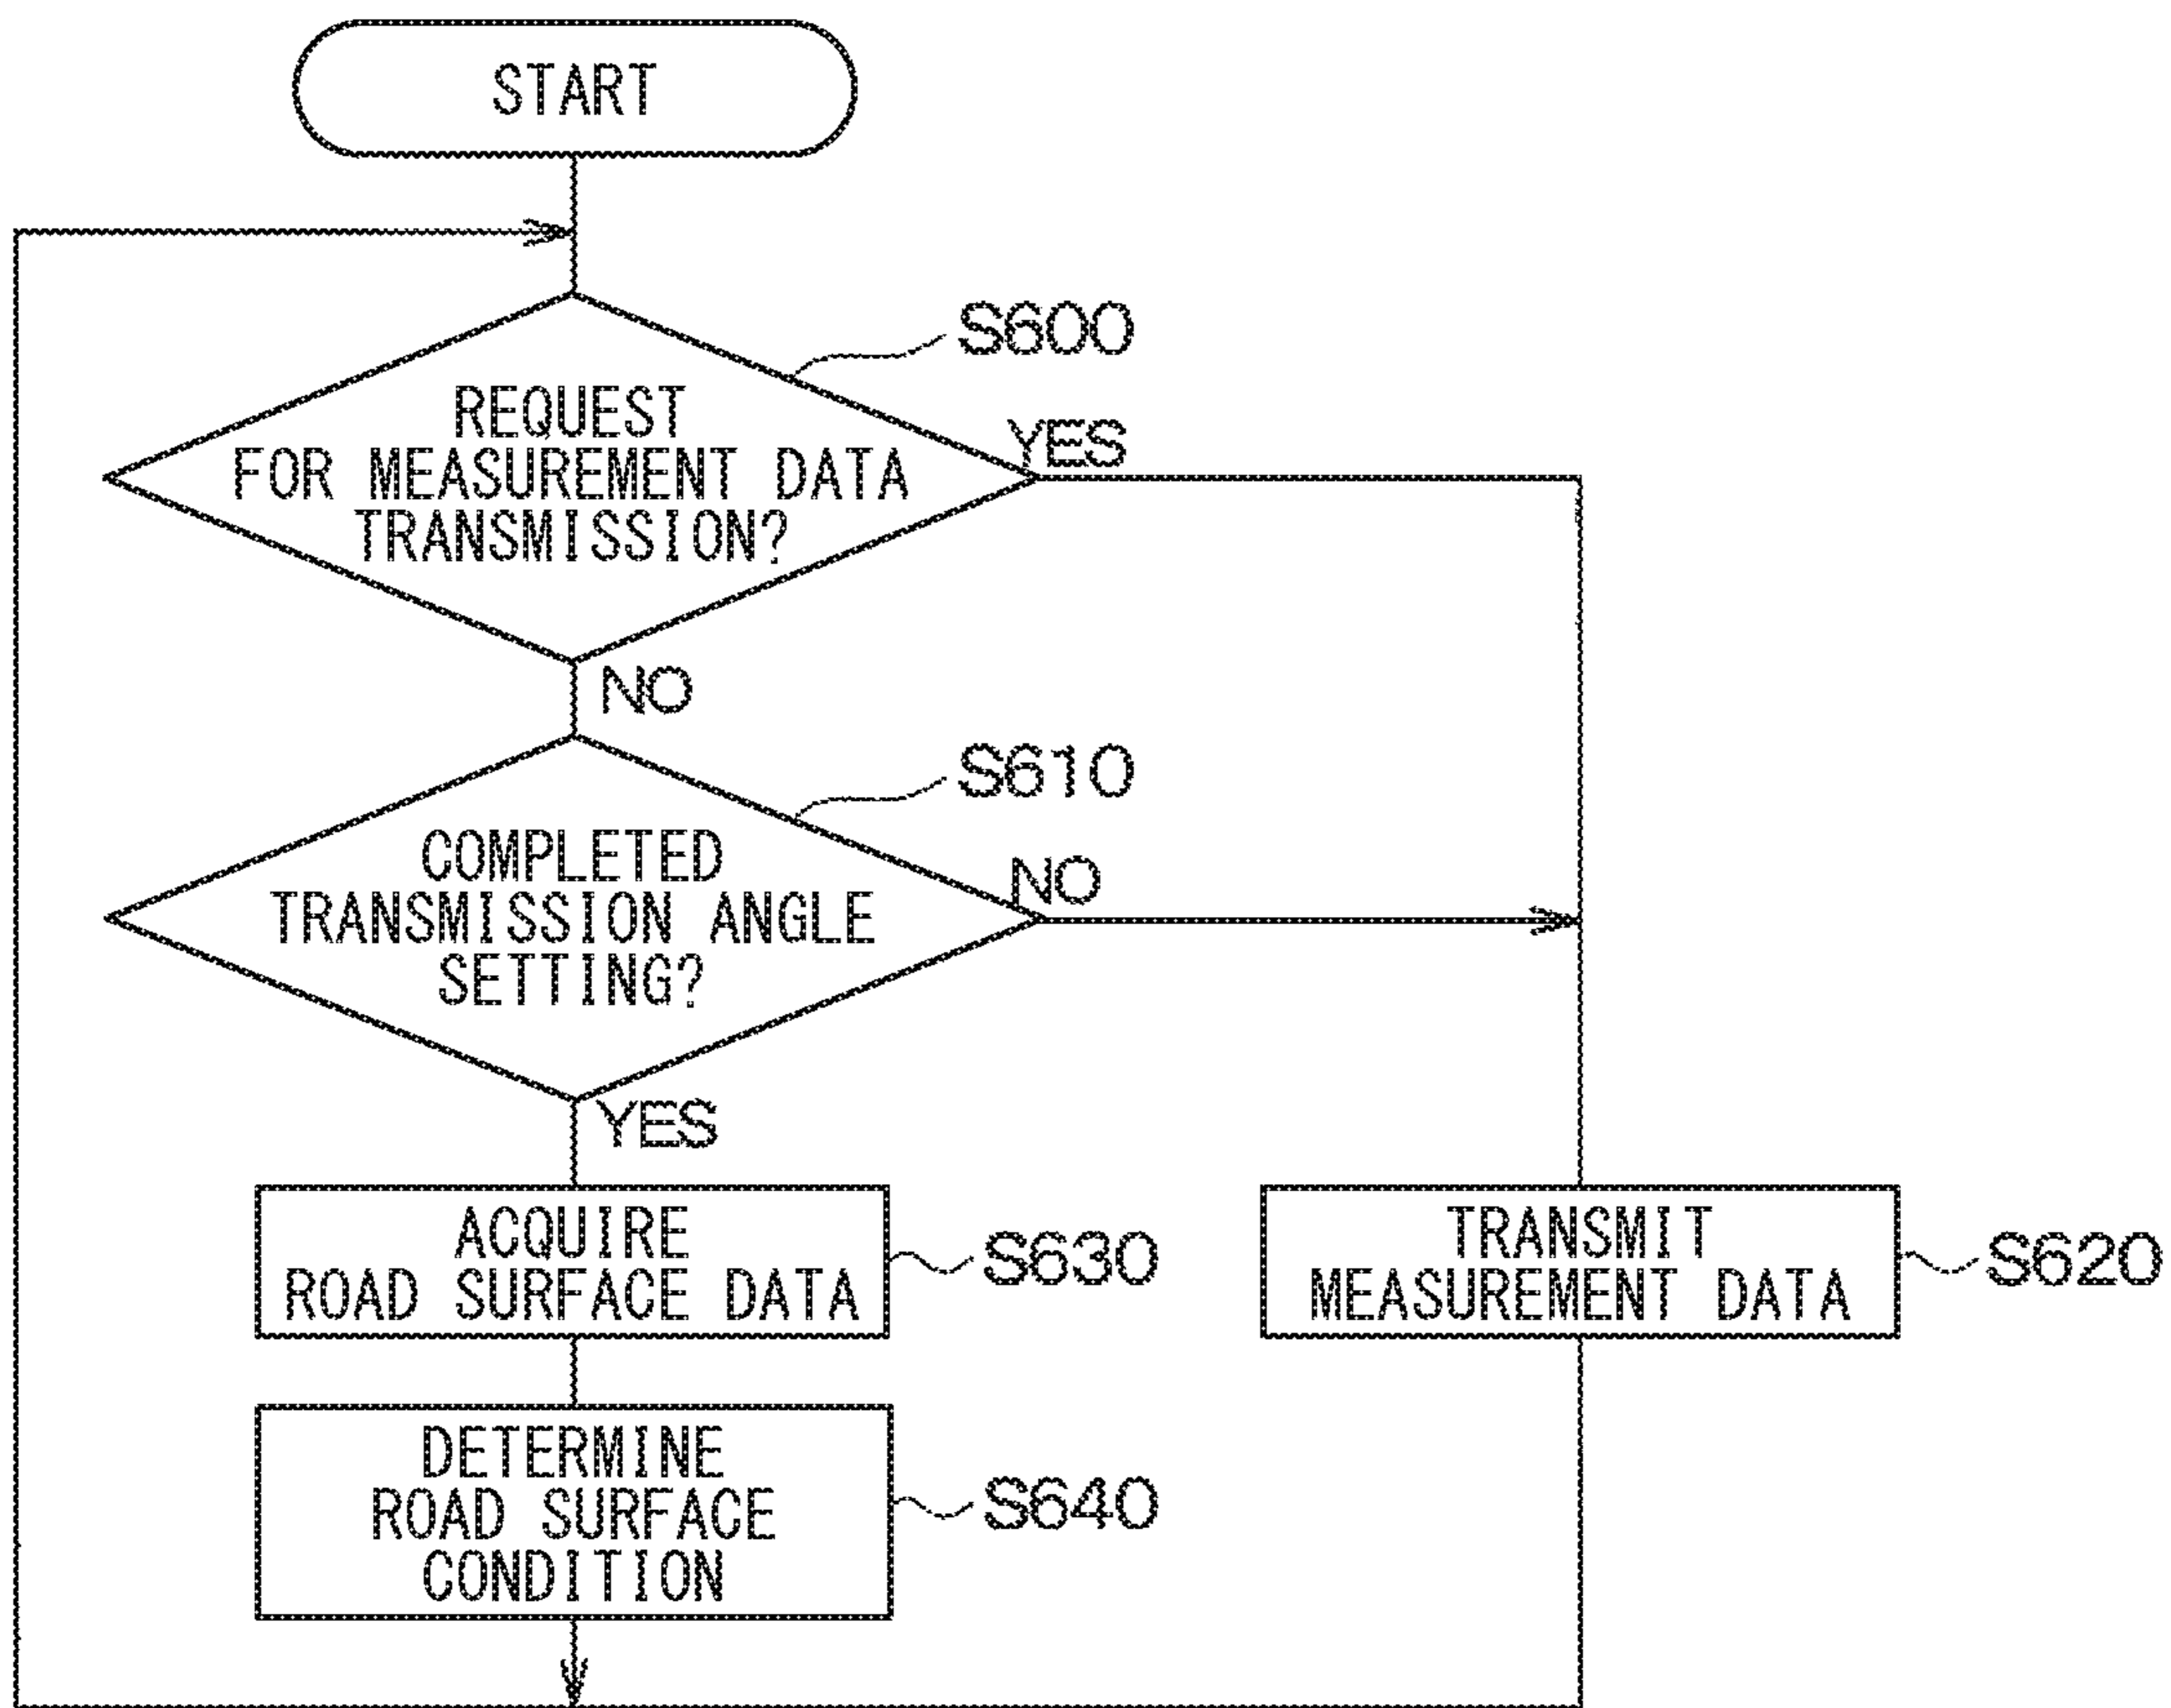 START
S600
REQUEST
FOR MEASUREMENT DATA
TRANSMISSION?
YES
NO
S610
COMPLETED
TRANSMISSION ANGLE
SETTING?
NO
YES
ACQUIRE
ROAD SURFACE DATA
S630
TRANSMIT
MEASUREMENT DATA
S620
DETERMINE
ROAD SURFACE
CONDITION
S640